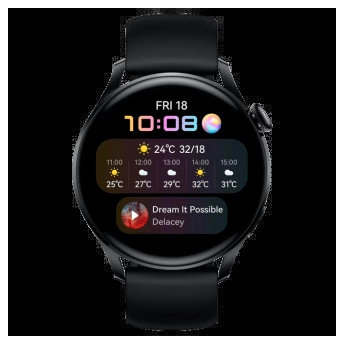 FRI 18
10:08
24℃ 32/18
11:00 12:00 13:00 14:00 15:00
25℃ 27℃ 29℃ 32℃ 31℃
Dream It Possible
Delacey